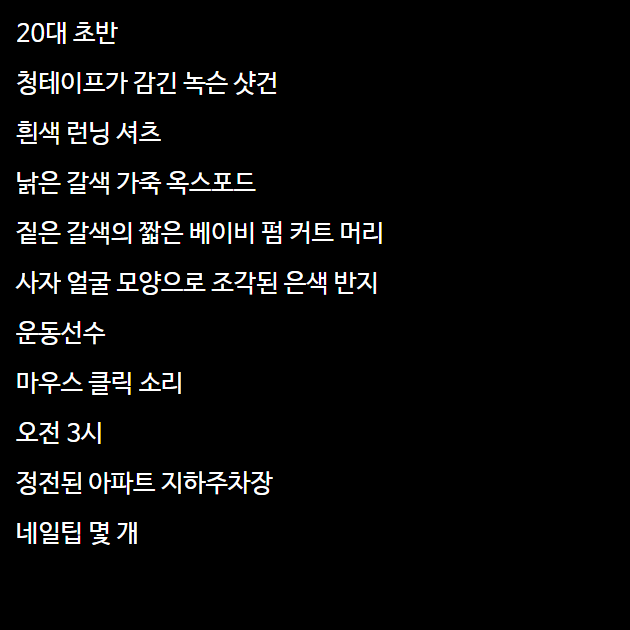 20대 초반
청테이프가 감긴 녹슨 샷건
흰색 런닝 셔츠
낡은 갈색 가죽 옥스포드
짙은 갈색의 짧은 베이비 펌 커트 머리
사자 얼굴 모양으로 조각된 은색 반지
운동선수
마우스 클릭 소리
오전 3시
정전된 아파트 지하주차장
네일팁 몇 개